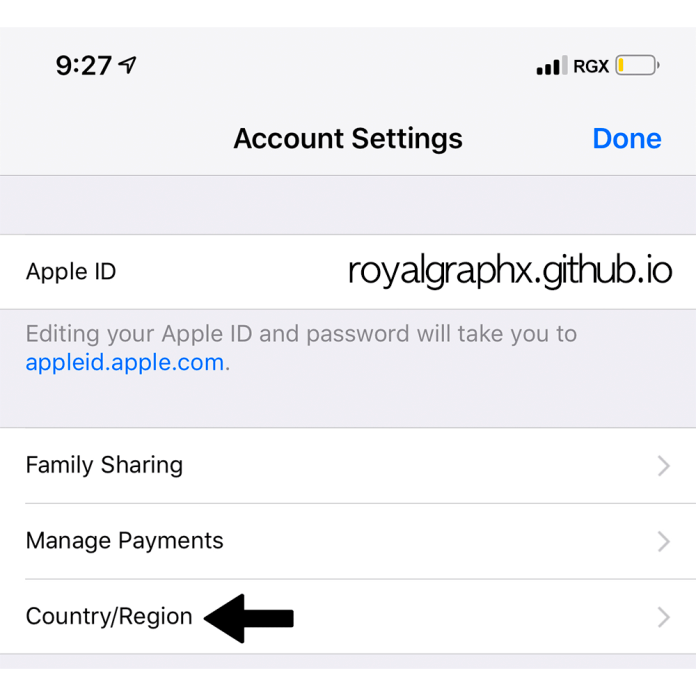 9:27 RGX
Account Settings Done
Apple ID royalgraphx.github.io
Editing your Apple ID and password will take you to
appleid.apple.com.
Family Sharing
Manage Payments
Country/Region